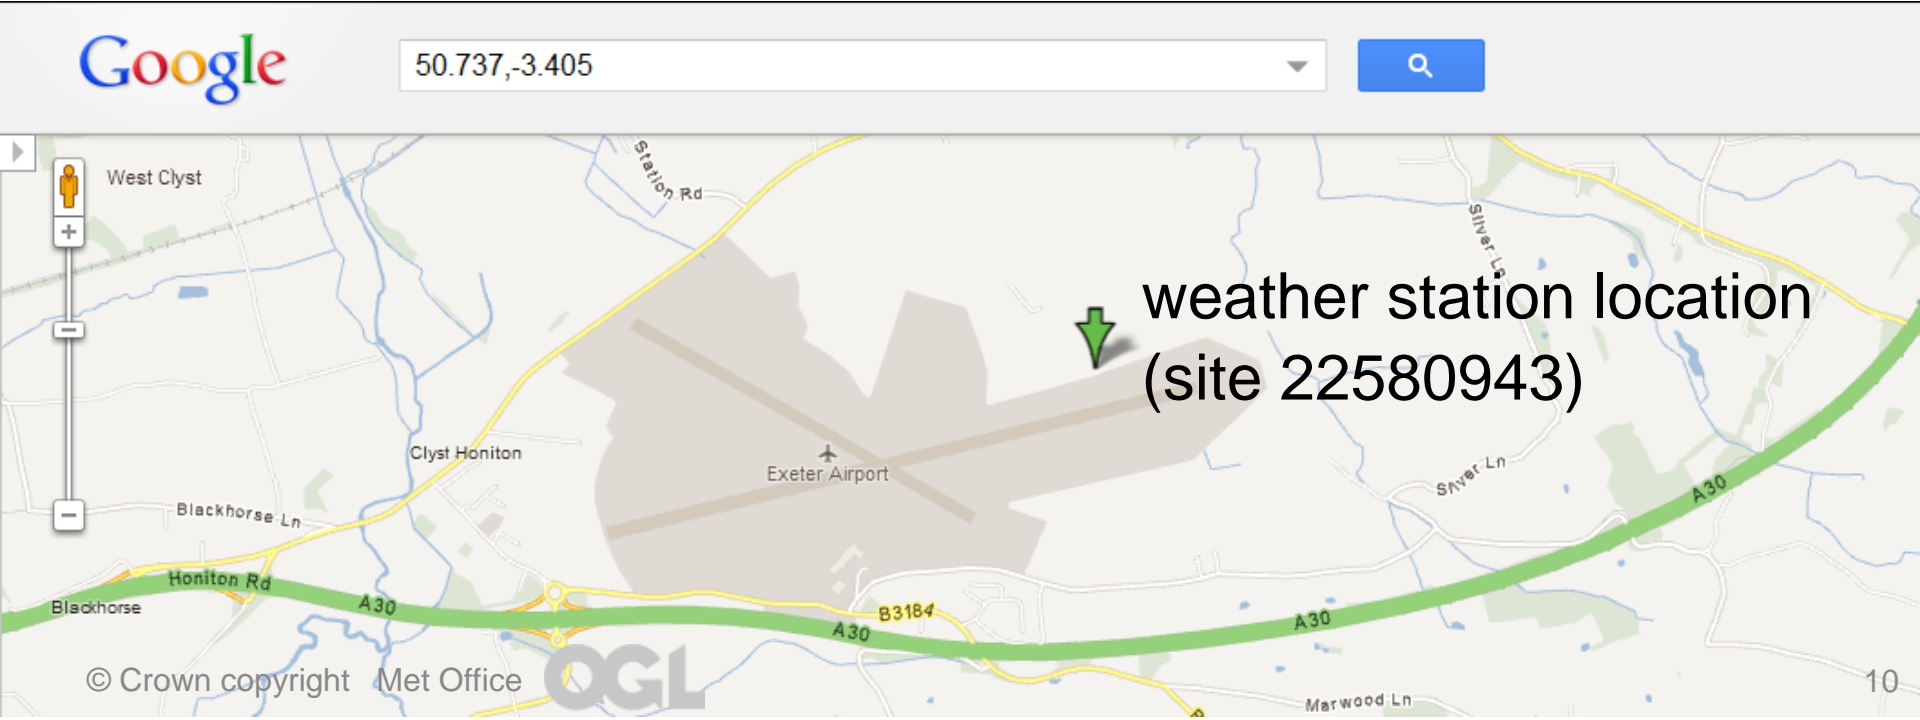 Google
50.737,-3.405
West Clyst
Station Rd
Silver Ln
weather station location
(site 22580943)
Clyst Honiton
Exeter Airport
Silver Ln
A30
Blackhorse Ln
Honiton Rd
Blackhorse
A30
B3184
A30
A30
© Crown copyright Met Office
OGL
Marwood Ln
10
B